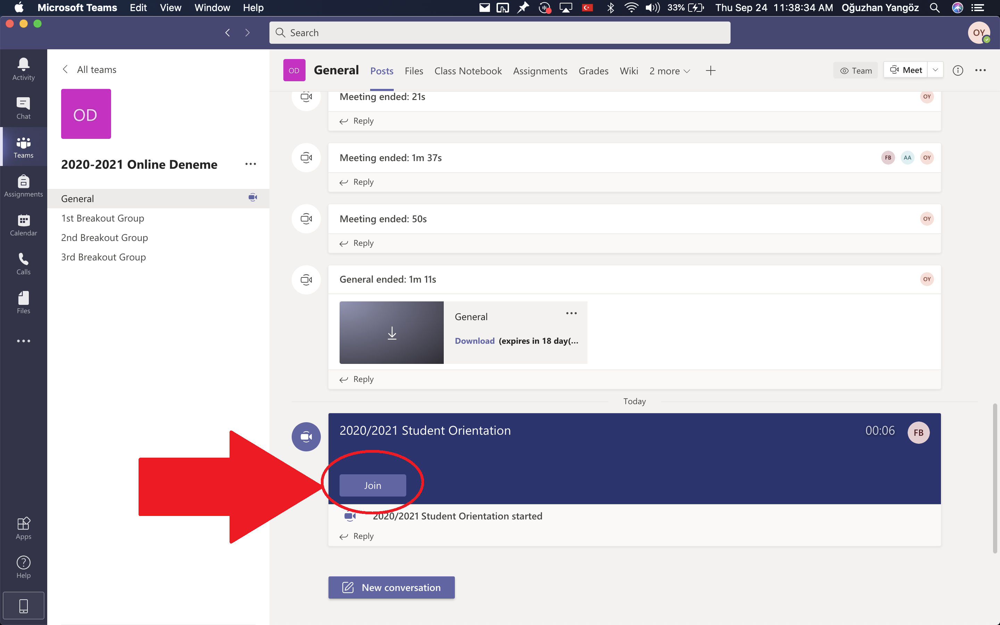 Microsoft Teams Edit View Window Help 33% Thu Sep 24 11:38:34 AM Oğuzhan Yangöz
Search
OY
Activity
Chat
Teams
Assignments
Calendar
Calls
Files
Apps
Help
All teams
OD
2020-2021 Online Deneme
General
1st Breakout Group
2nd Breakout Group
3rd Breakout Group
OD General Posts Files Class Notebook Assignments Grades Wiki 2 more Team Meet
Meeting ended: 21s OY
Reply
Meeting ended: 1m 37s FB AA OY
Reply
Meeting ended: 50s OY
Reply
General ended: 1m 11s OY
General
Download (expires in 18 day(...
Reply
Today
2020/2021 Student Orientation 00:06 FB
Join
2020/2021 Student Orientation started
Reply
New conversation